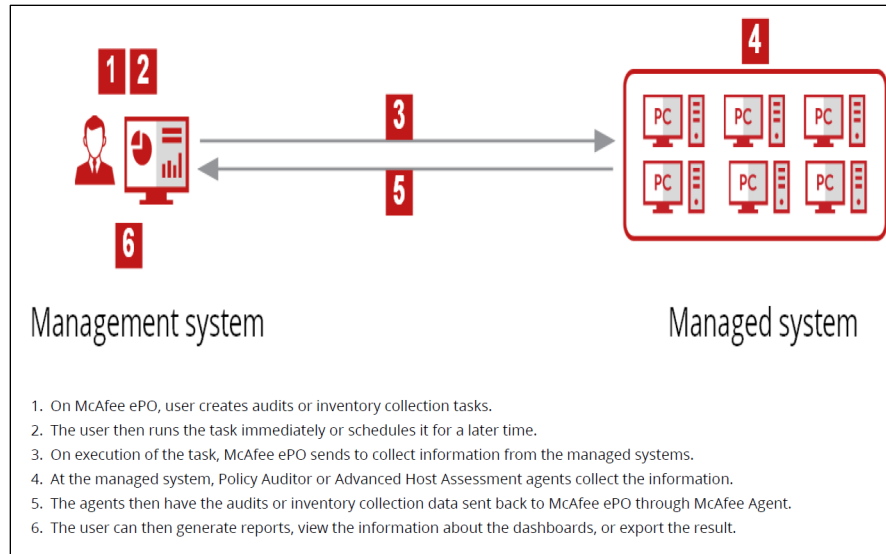 4
1 2
3
PC PC PC
5
PC PC PC
6
Management system
Managed system
1. On McAfee ePO, user creates audits or inventory collection tasks.
2. The user then runs the task immediately or schedules it for a later time.
3. On execution of the task, McAfee ePO sends to collect information from the managed systems.
4. At the managed system, Policy Auditor or Advanced Host Assessment agents collect the information.
5. The agents then have the audits or inventory collection data sent back to McAfee ePO through McAfee Agent.
6. The user can then generate reports, view the information about the dashboards, or export the result.